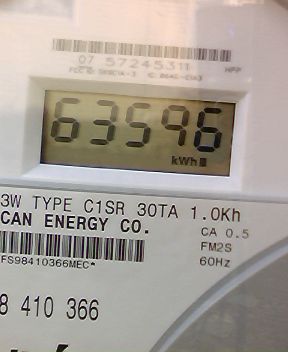 07 57245311
HPP
63596
kWh
3W TYPE C1SR 30TA 1.0Kh
CAN ENERGY CO.
CA 0.5
FM2S
60HZ
FS98410366MEC*
8 410 366